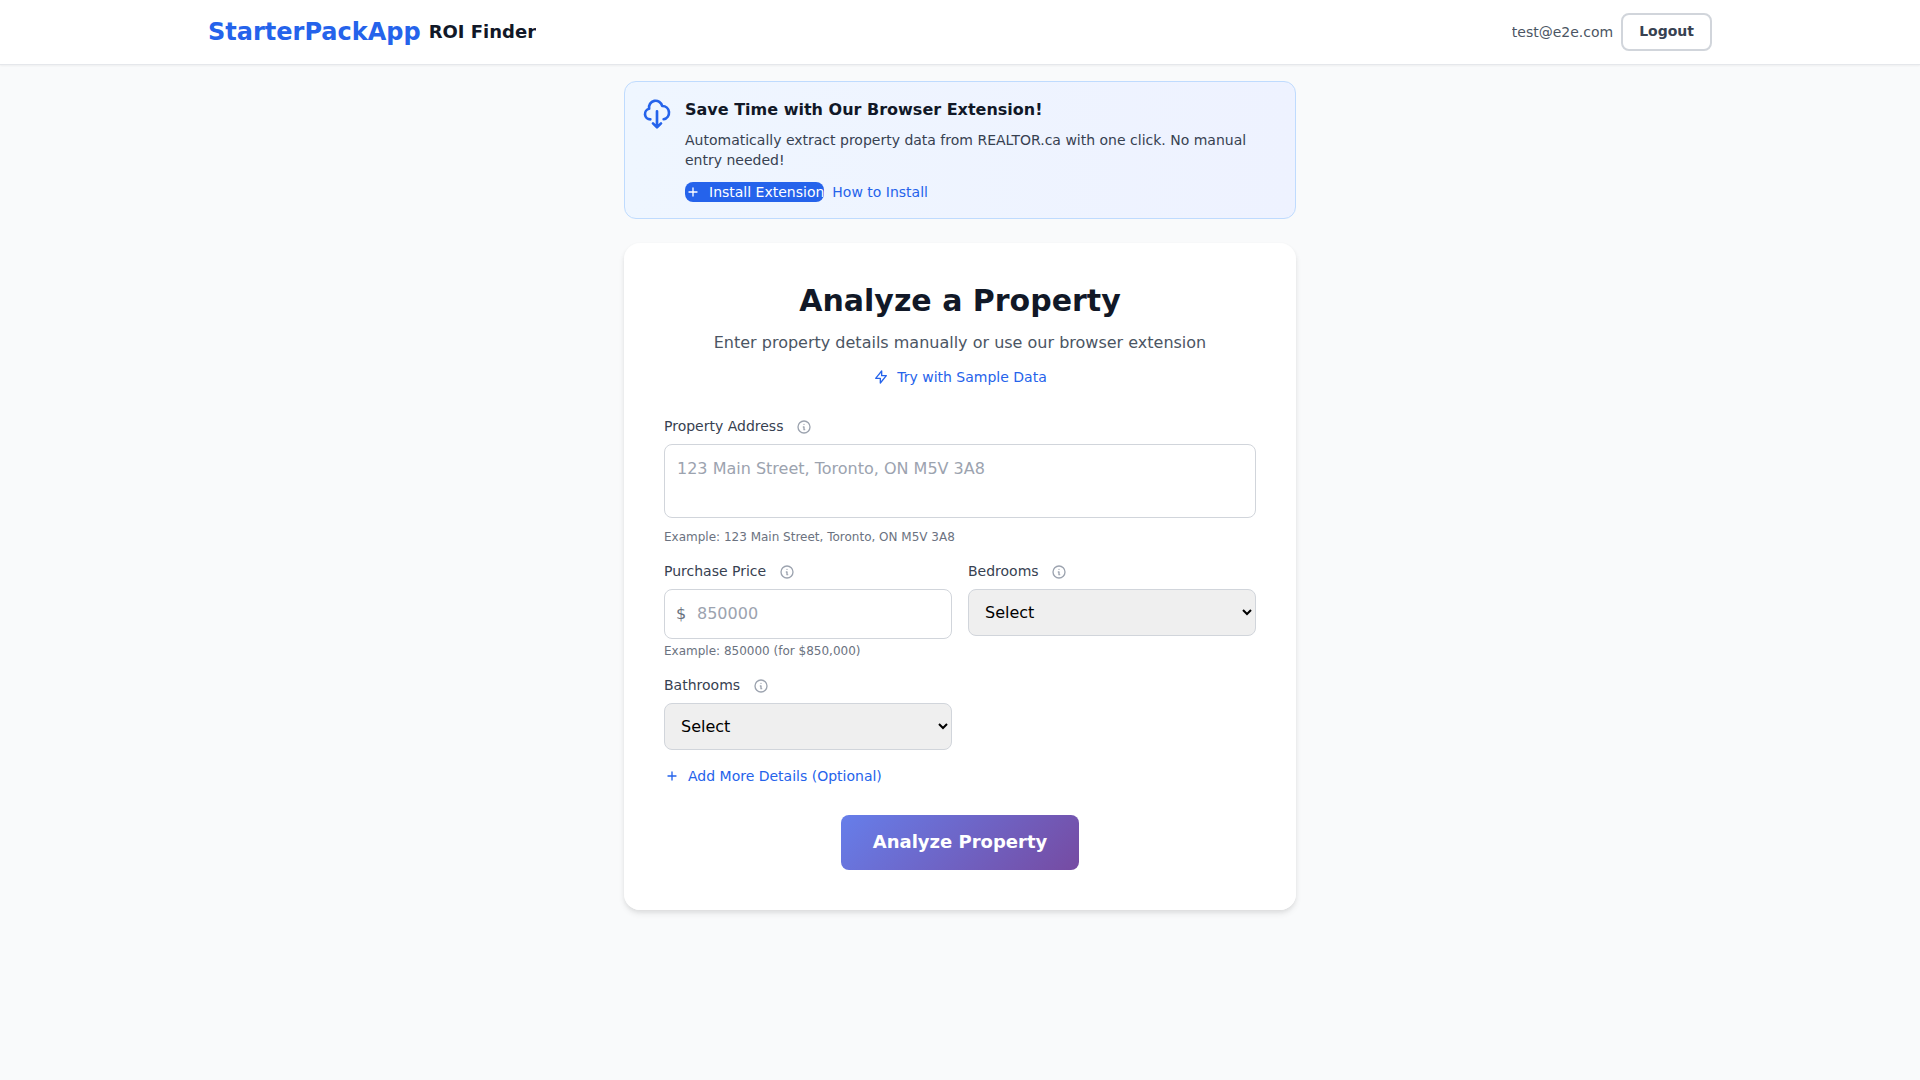 StarterPackApp ROI Finder
test@e2e.com Logout
Save Time with Our Browser Extension!
Automatically extract property data from REALTOR.ca with one click. No manual
entry needed!
Install Extension How to Install
Analyze a Property
Enter property details manually or use our browser extension
Try with Sample Data
Property Address
123 Main Street, Toronto, ON M5V 3A8
Example: 123 Main Street, Toronto, ON M5V 3A8
Purchase Price Bedrooms
$ 850000 Select
Example: 850000 (for $850,000)
Bathrooms
Select
+ Add More Details (Optional)
Analyze Property